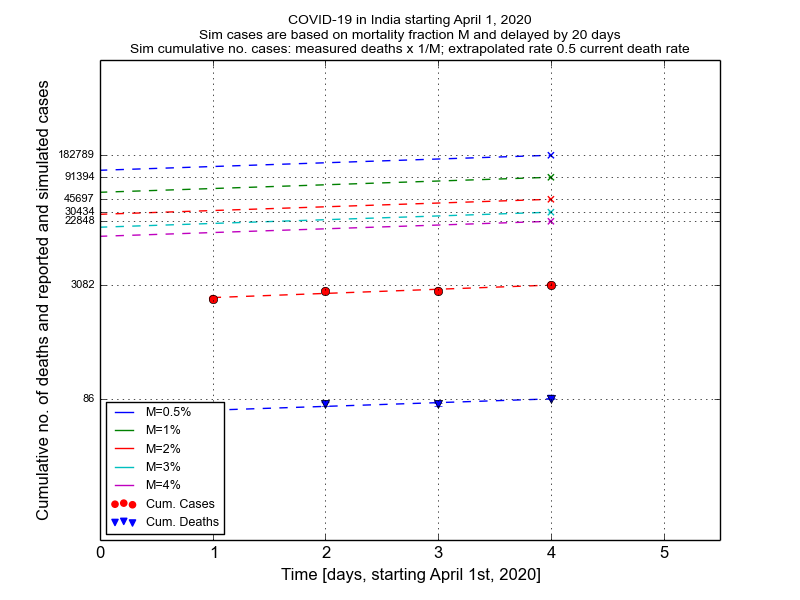 COVID-19 in India starting April 1, 2020
Sim cases are based on mortality fraction M and delayed by 20 days
Sim cumulative no. cases: measured deaths x 1/M; extrapolated rate 0.5 current death rate
Cumulative no. of deaths and reported and simulated cases
182789
91394
45697
30434
22848
3082
86
M=0.5%
M=1%
M=2%
M=3%
M=4%
Cum. Cases
Cum. Deaths
0 1 2 3 4 5
Time [days, starting April 1st, 2020]